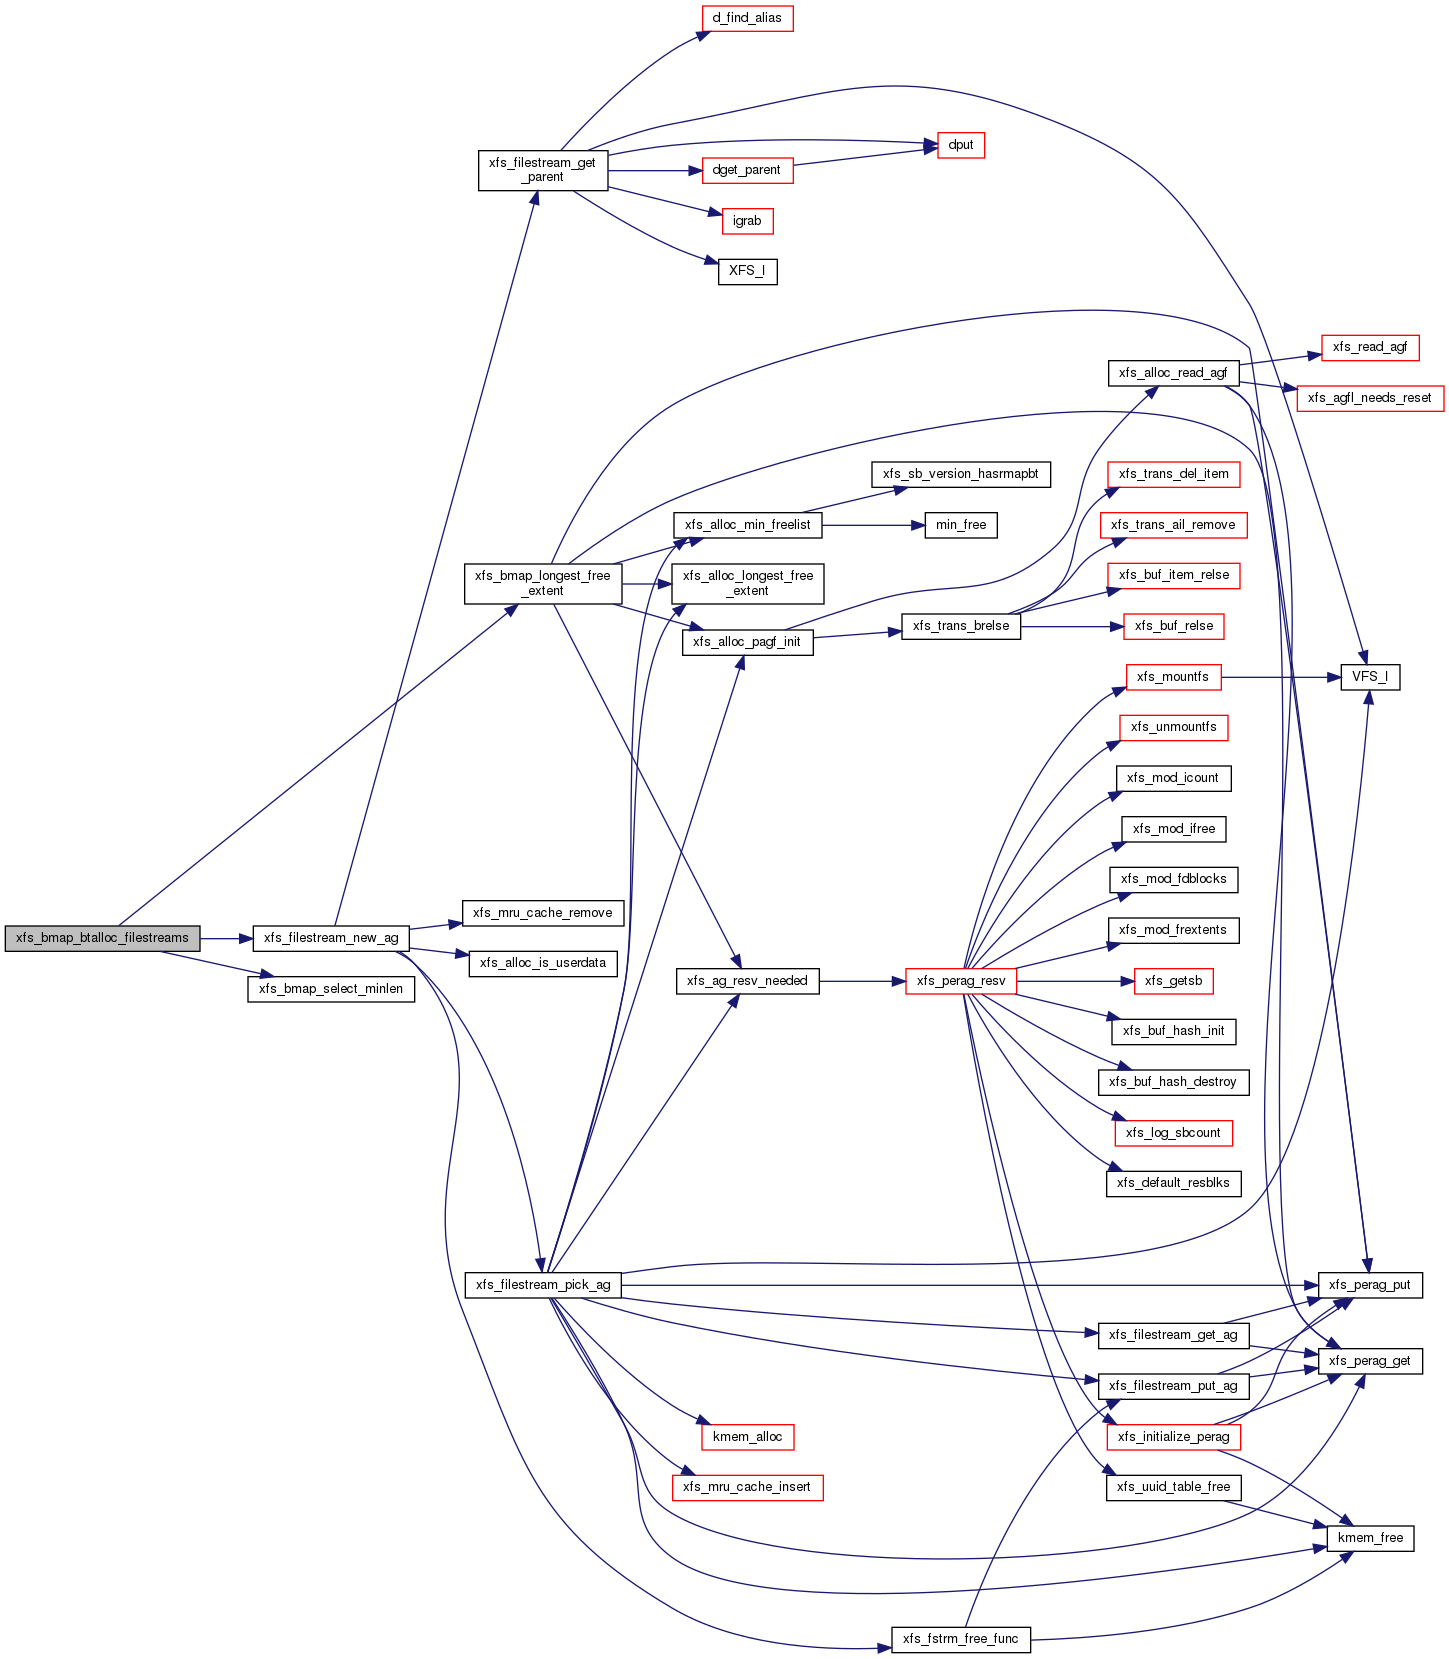 d_find_alias
dput
xfs_filestream_get
_parent
dget_parent
igrab
XFS_I
xfs_read_agf
xfs_alloc_read_agf
xfs_agfl_needs_reset
xfs_sb_version_hasrmapbt
xfs_trans_del_item
xfs_alloc_min_freelist
min_free
xfs_trans_ail_remove
xfs_bmap_longest_free
_extent
xfs_alloc_longest_free
_extent
xfs_buf_item_relse
xfs_alloc_pagf_init
xfs_trans_brelse
xfs_buf_relse
xfs_mountfs
VFS_I
xfs_unmountfs
xfs_mod_icount
xfs_mod_ifree
xfs_mod_fdblocks
xfs_mru_cache_remove
xfs_mod_frextents
xfs_bmap_btalloc_filestreams
xfs_filestream_new_ag
xfs_alloc_is_userdata
xfs_bmap_select_minlen
xfs_ag_resv_needed
xfs_perag_resv
xfs_getsb
xfs_buf_hash_init
xfs_buf_hash_destroy
xfs_log_sbcount
xfs_default_resblks
xfs_filestream_pick_ag
xfs_perag_put
xfs_filestream_get_ag
xfs_perag_get
xfs_filestream_put_ag
kmem_alloc
xfs_initialize_perag
xfs_mru_cache_insert
xfs_uuid_table_free
kmem_free
xfs_fstrm_free_func